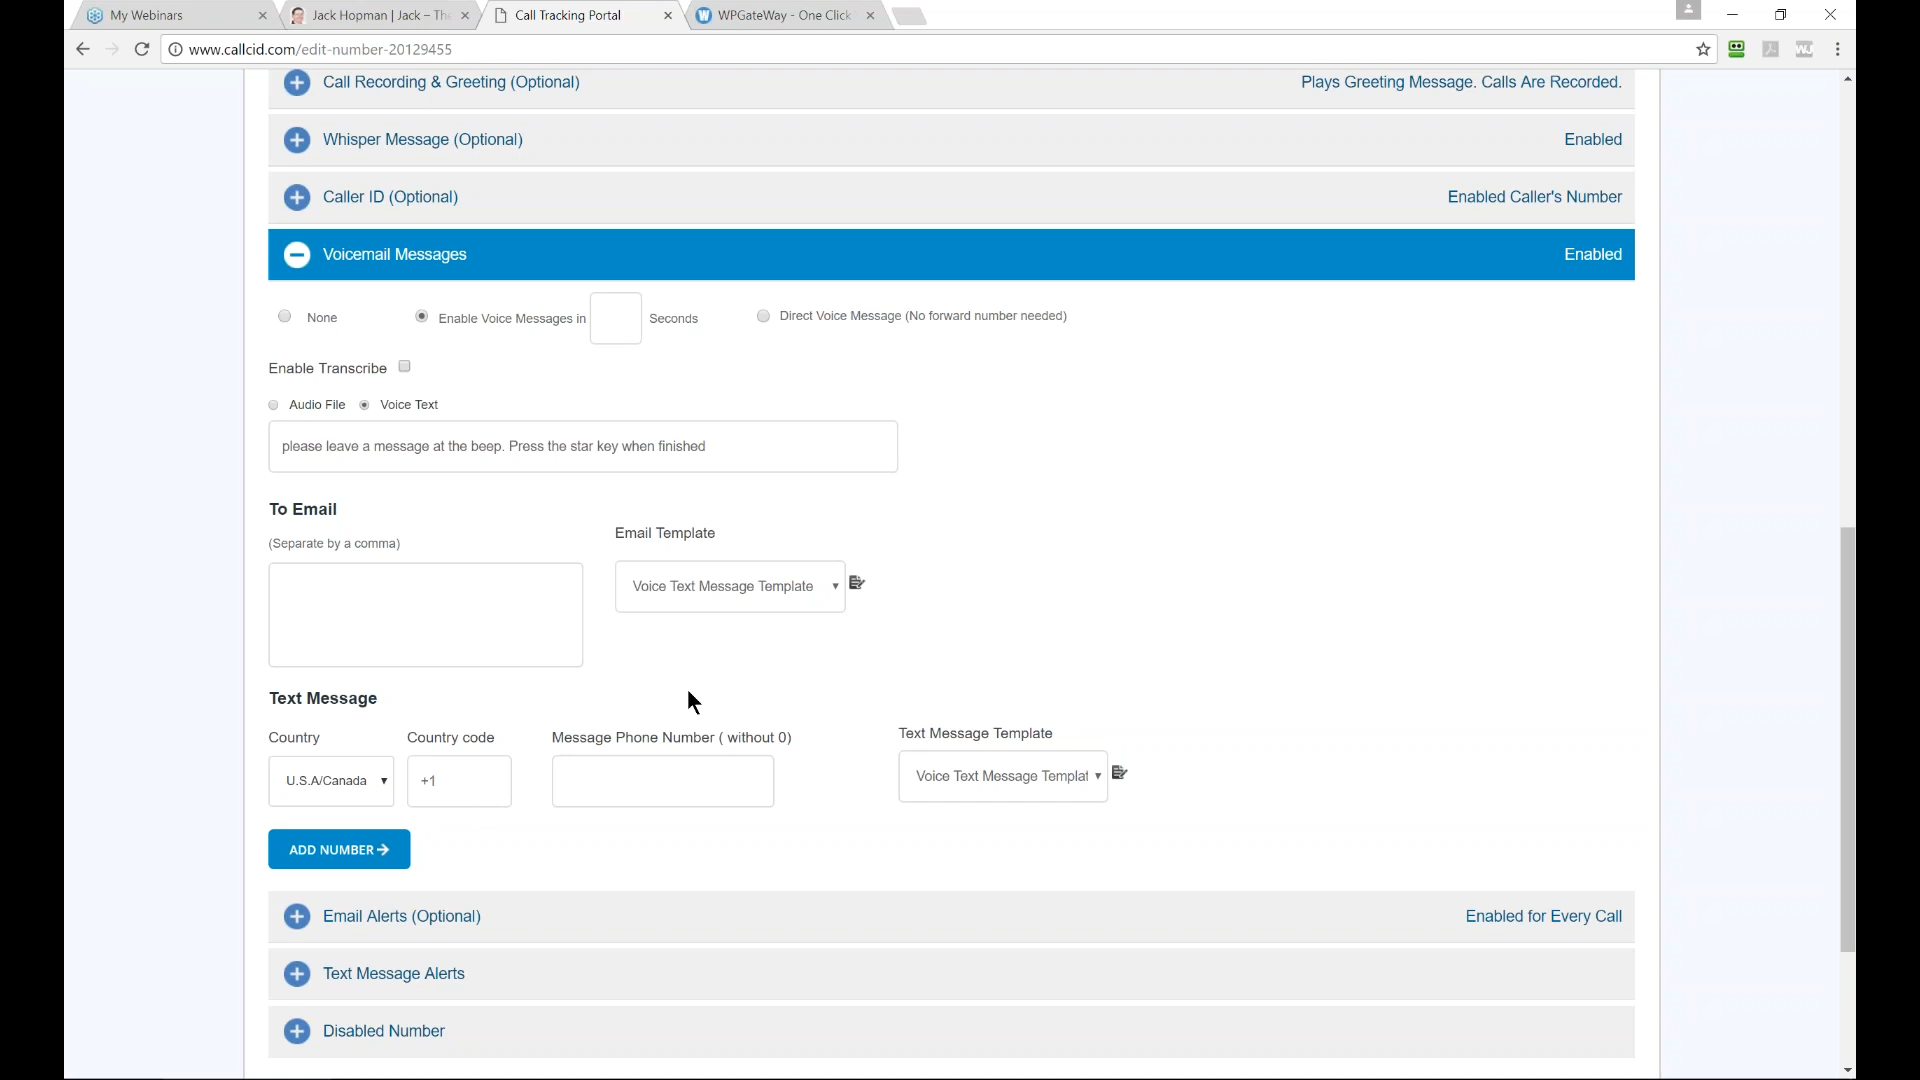 My Webinars
Jack Hopman | Jack – The
Call Tracking Portal
WPGateWay - One Click
www.callcid.com/edit-number-20129455
Call Recording & Greeting (Optional) Plays Greeting Message. Calls Are Recorded.
Whisper Message (Optional) Enabled
Caller ID (Optional) Enabled Caller's Number
Voicemail Messages Enabled
None Enable Voice Messages in Seconds Direct Voice Message (No forward number needed)
Enable Transcribe
Audio File Voice Text
please leave a message at the beep. Press the star key when finished
To Email
(Separate by a comma)
Email Template
Voice Text Message Template
Text Message
Country Country code Message Phone Number ( without 0) Text Message Template
U.S.A/Canada +1 Voice Text Message Templat
ADD NUMBER
Email Alerts (Optional) Enabled for Every Call
Text Message Alerts
Disabled Number